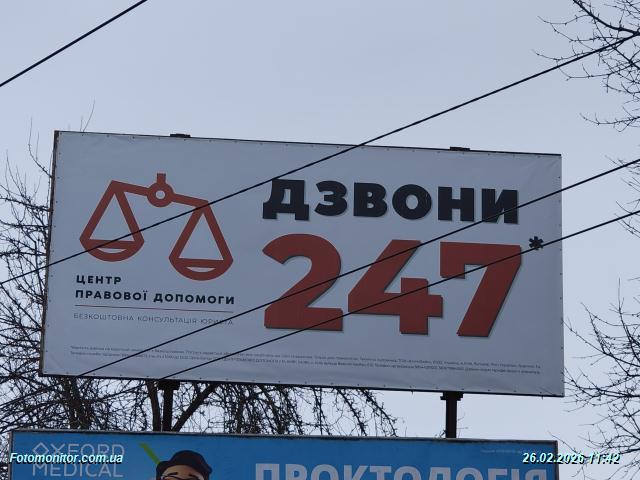 ДЗВОНИ
247*
ЦЕНТР
ПРАВОВОЇ ДОПОМОГИ
БЕЗКОШТОВНА КОНСУЛЬТАЦІЯ ЮРИСТА
OXFORD
MEDICAL
ПРОКТОЛОГІЯ
Fotomonitor.com.ua
26.02.2026 11:42